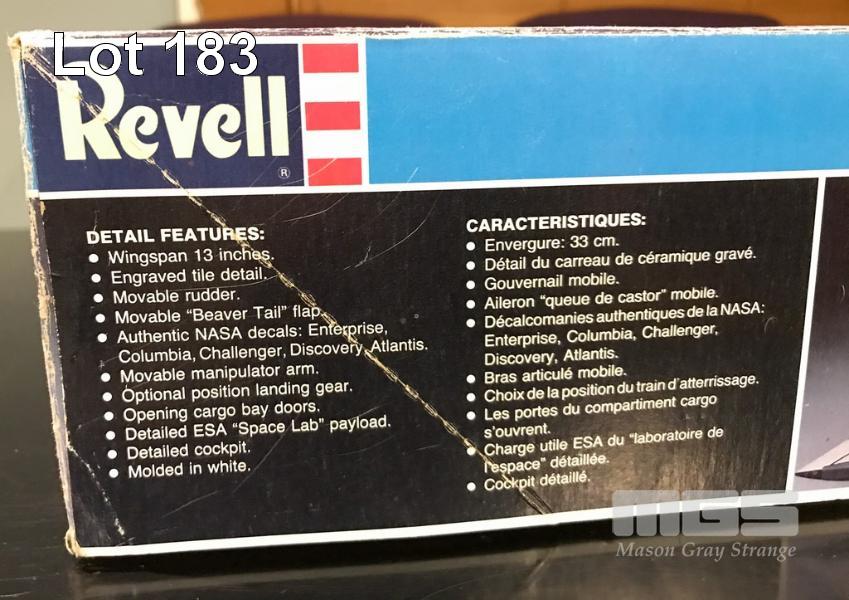 Lot 183
Revell
®
DETAIL FEATURES:
• Wingspan 13 inches.
• Engraved tile detail.
• Movable rudder.
• Movable "Beaver Tail" flap.
• Authentic NASA decals: Enterprise,
Columbia, Challenger, Discovery, Atlantis.
• Movable manipulator arm.
• Optional position landing gear.
• Opening cargo bay doors.
• Detailed ESA "Space Lab" payload.
• Detailed cockpit.
• Molded in white.
CARACTERISTIQUES:
• Envergure: 33 cm.
• Détail du carreau de céramique gravé.
• Gouvernail mobile.
• Aileron "queue de castor" mobile.
• Décalcomanies authentiques de la NASA:
Enterprise, Columbia, Challenger,
Discovery, Atlantis.
• Bras articulé mobile.
• Choix de la position du train d'atterrissage.
• Les portes du compartiment cargo
s'ouvrent.
• Charge utile ESA du "laboratoire de
l'espace" détaillée.
• Cockpit détaillé.
MGS
Mason Gray Strange